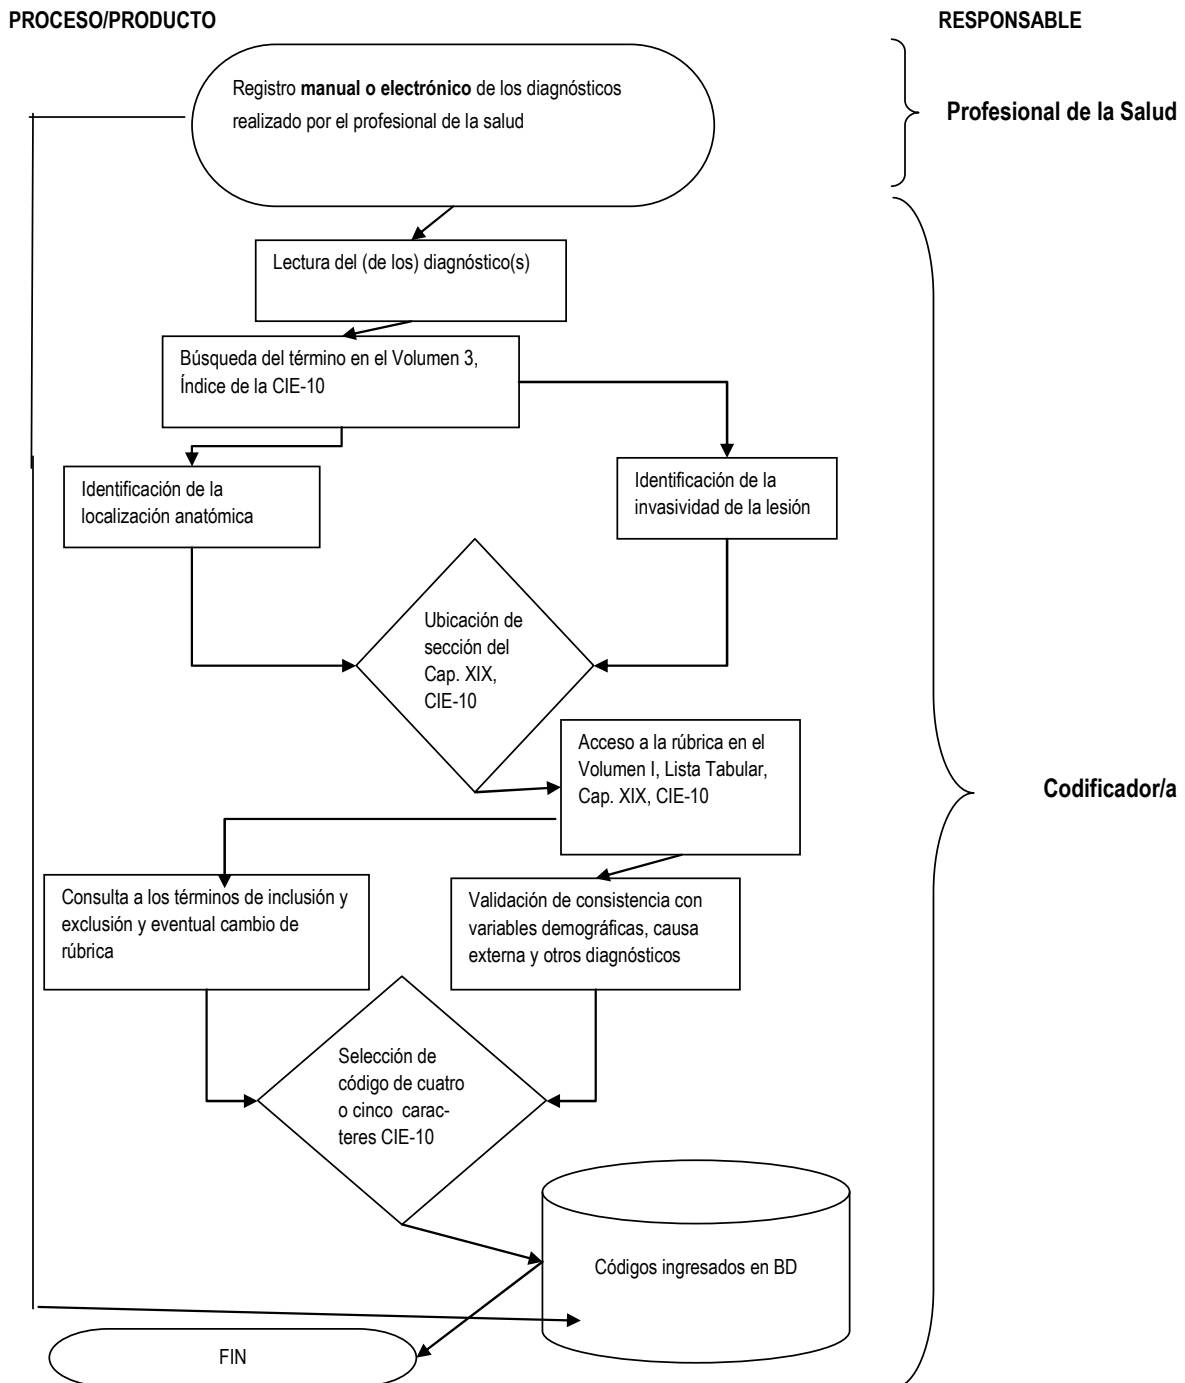 PROCESO/PRODUCTO
RESPONSABLE
Registro manual o electrónico de los diagnósticos
realizado por el profesional de la salud
Profesional de la Salud
Lectura del (de los) diagnóstico(s)
Búsqueda del término en el Volumen 3,
Índice de la CIE-10
Identificación de la
localización anatómica
Identificación de la
invasividad de la lesión
Ubicación de
sección del
Cap. XIX,
CIE-10
Acceso a la rúbrica en el
Volumen I, Lista Tabular,
Cap. XIX, CIE-10
Codificador/a
Consulta a los términos de inclusión y
exclusión y eventual cambio de
rúbrica
Validación de consistencia con
variables demográficas, causa
externa y otros diagnósticos
Selección de
código de cuatro
o cinco carac-
teres CIE-10
Códigos ingresados en BD
FIN